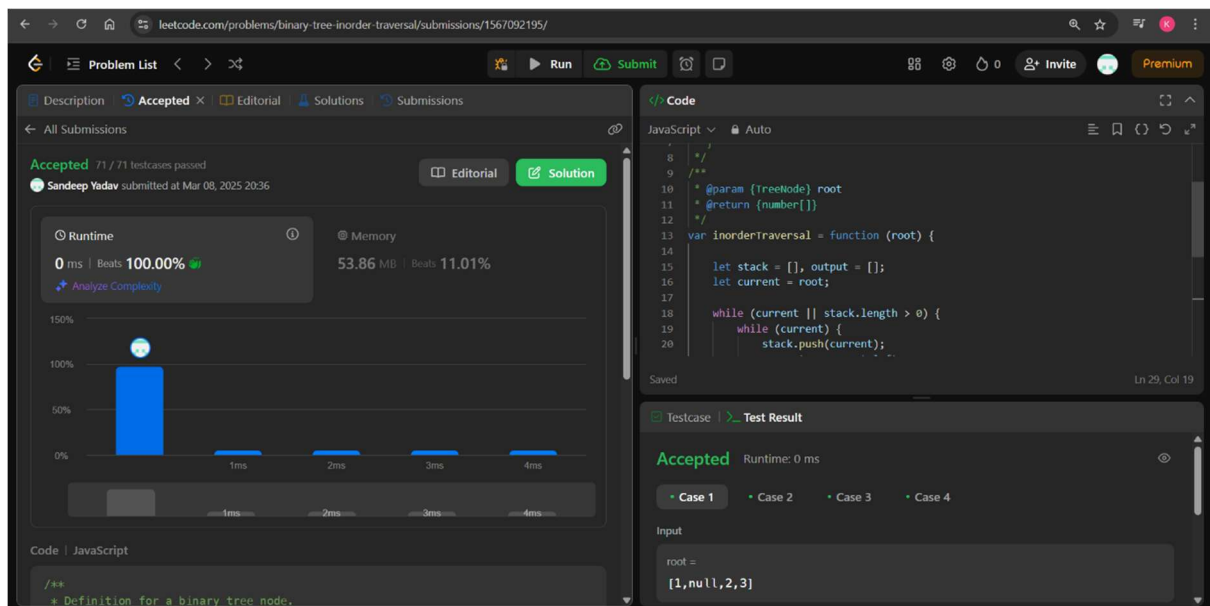 leetcode.com/problems/binary-tree-inorder-traversal/submissions/1567092195/
K
Problem List
Run
Submit
0
Invite
Premium
Description
Accepted
Editorial
Solutions
Submissions
All Submissions
Accepted 71 / 71 testcases passed
Sandeep Yadav submitted at Mar 08, 2025 20:36
Editorial
Solution
Runtime
0 ms | Beats 100.00%
Analyze Complexity
Memory
53.86 MB | Beats 11.01%
150%
100%
50%
0%
1ms 2ms 3ms 4ms
1ms 2ms 3ms 4ms
Code | JavaScript
/**
* Definition for a binary tree node.
</> Code
JavaScript Auto
8 */
9 /**
10 * @param {TreeNode} root
11 * @return {number[]}
12 */
13 var inorderTraversal = function (root) {
14
15 let stack = [], output = [];
16 let current = root;
17
18 while (current || stack.length > 0) {
19 while (current) {
20 stack.push(current);
Saved
Ln 29, Col 19
Testcase | >_ Test Result
Accepted Runtime: 0 ms
Case 1 Case 2 Case 3 Case 4
Input
root =
[1,null,2,3]